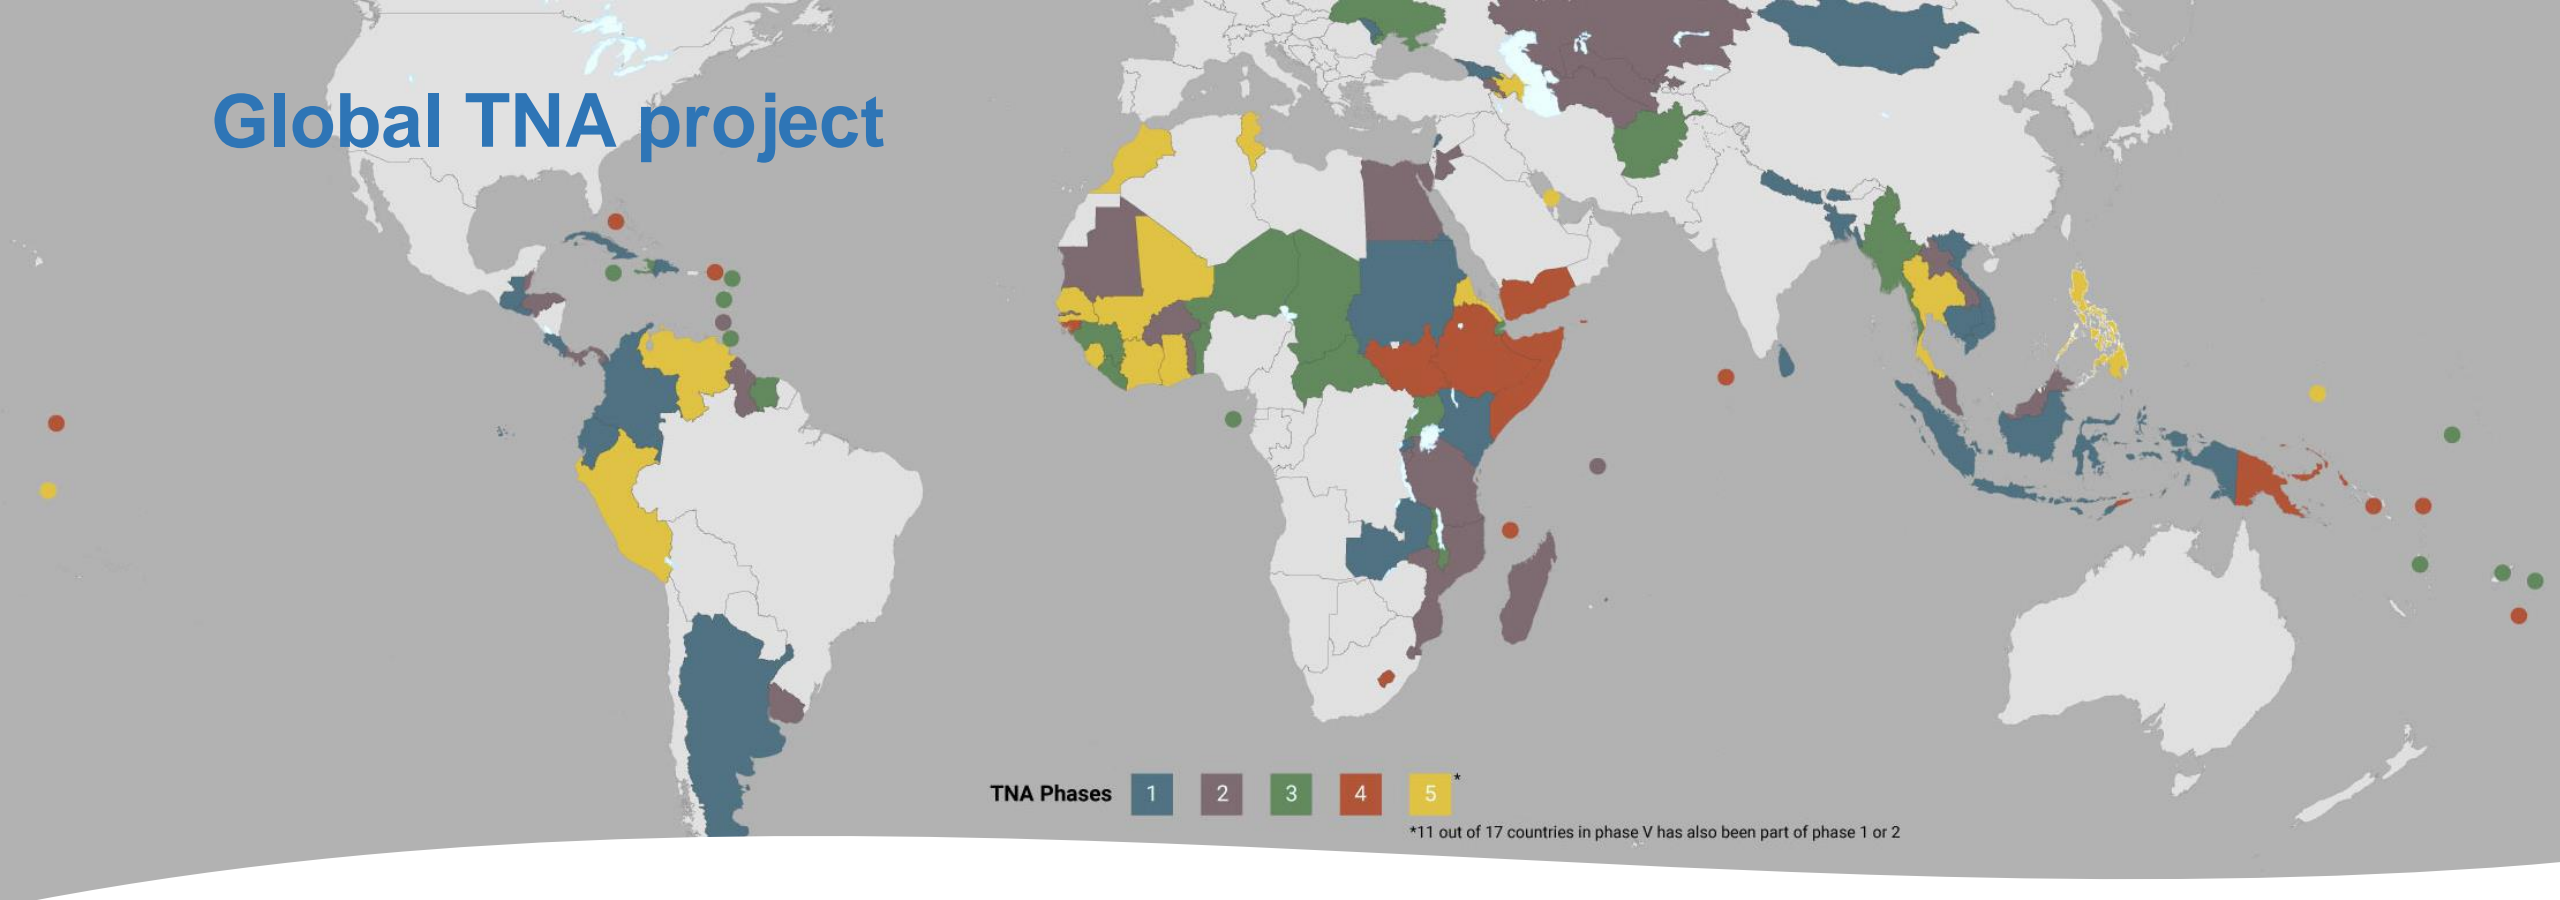 Global TNA project
TNA Phases 1 2 3 4 5 *
*11 out of 17 countries in phase V has also been part of phase 1 or 2